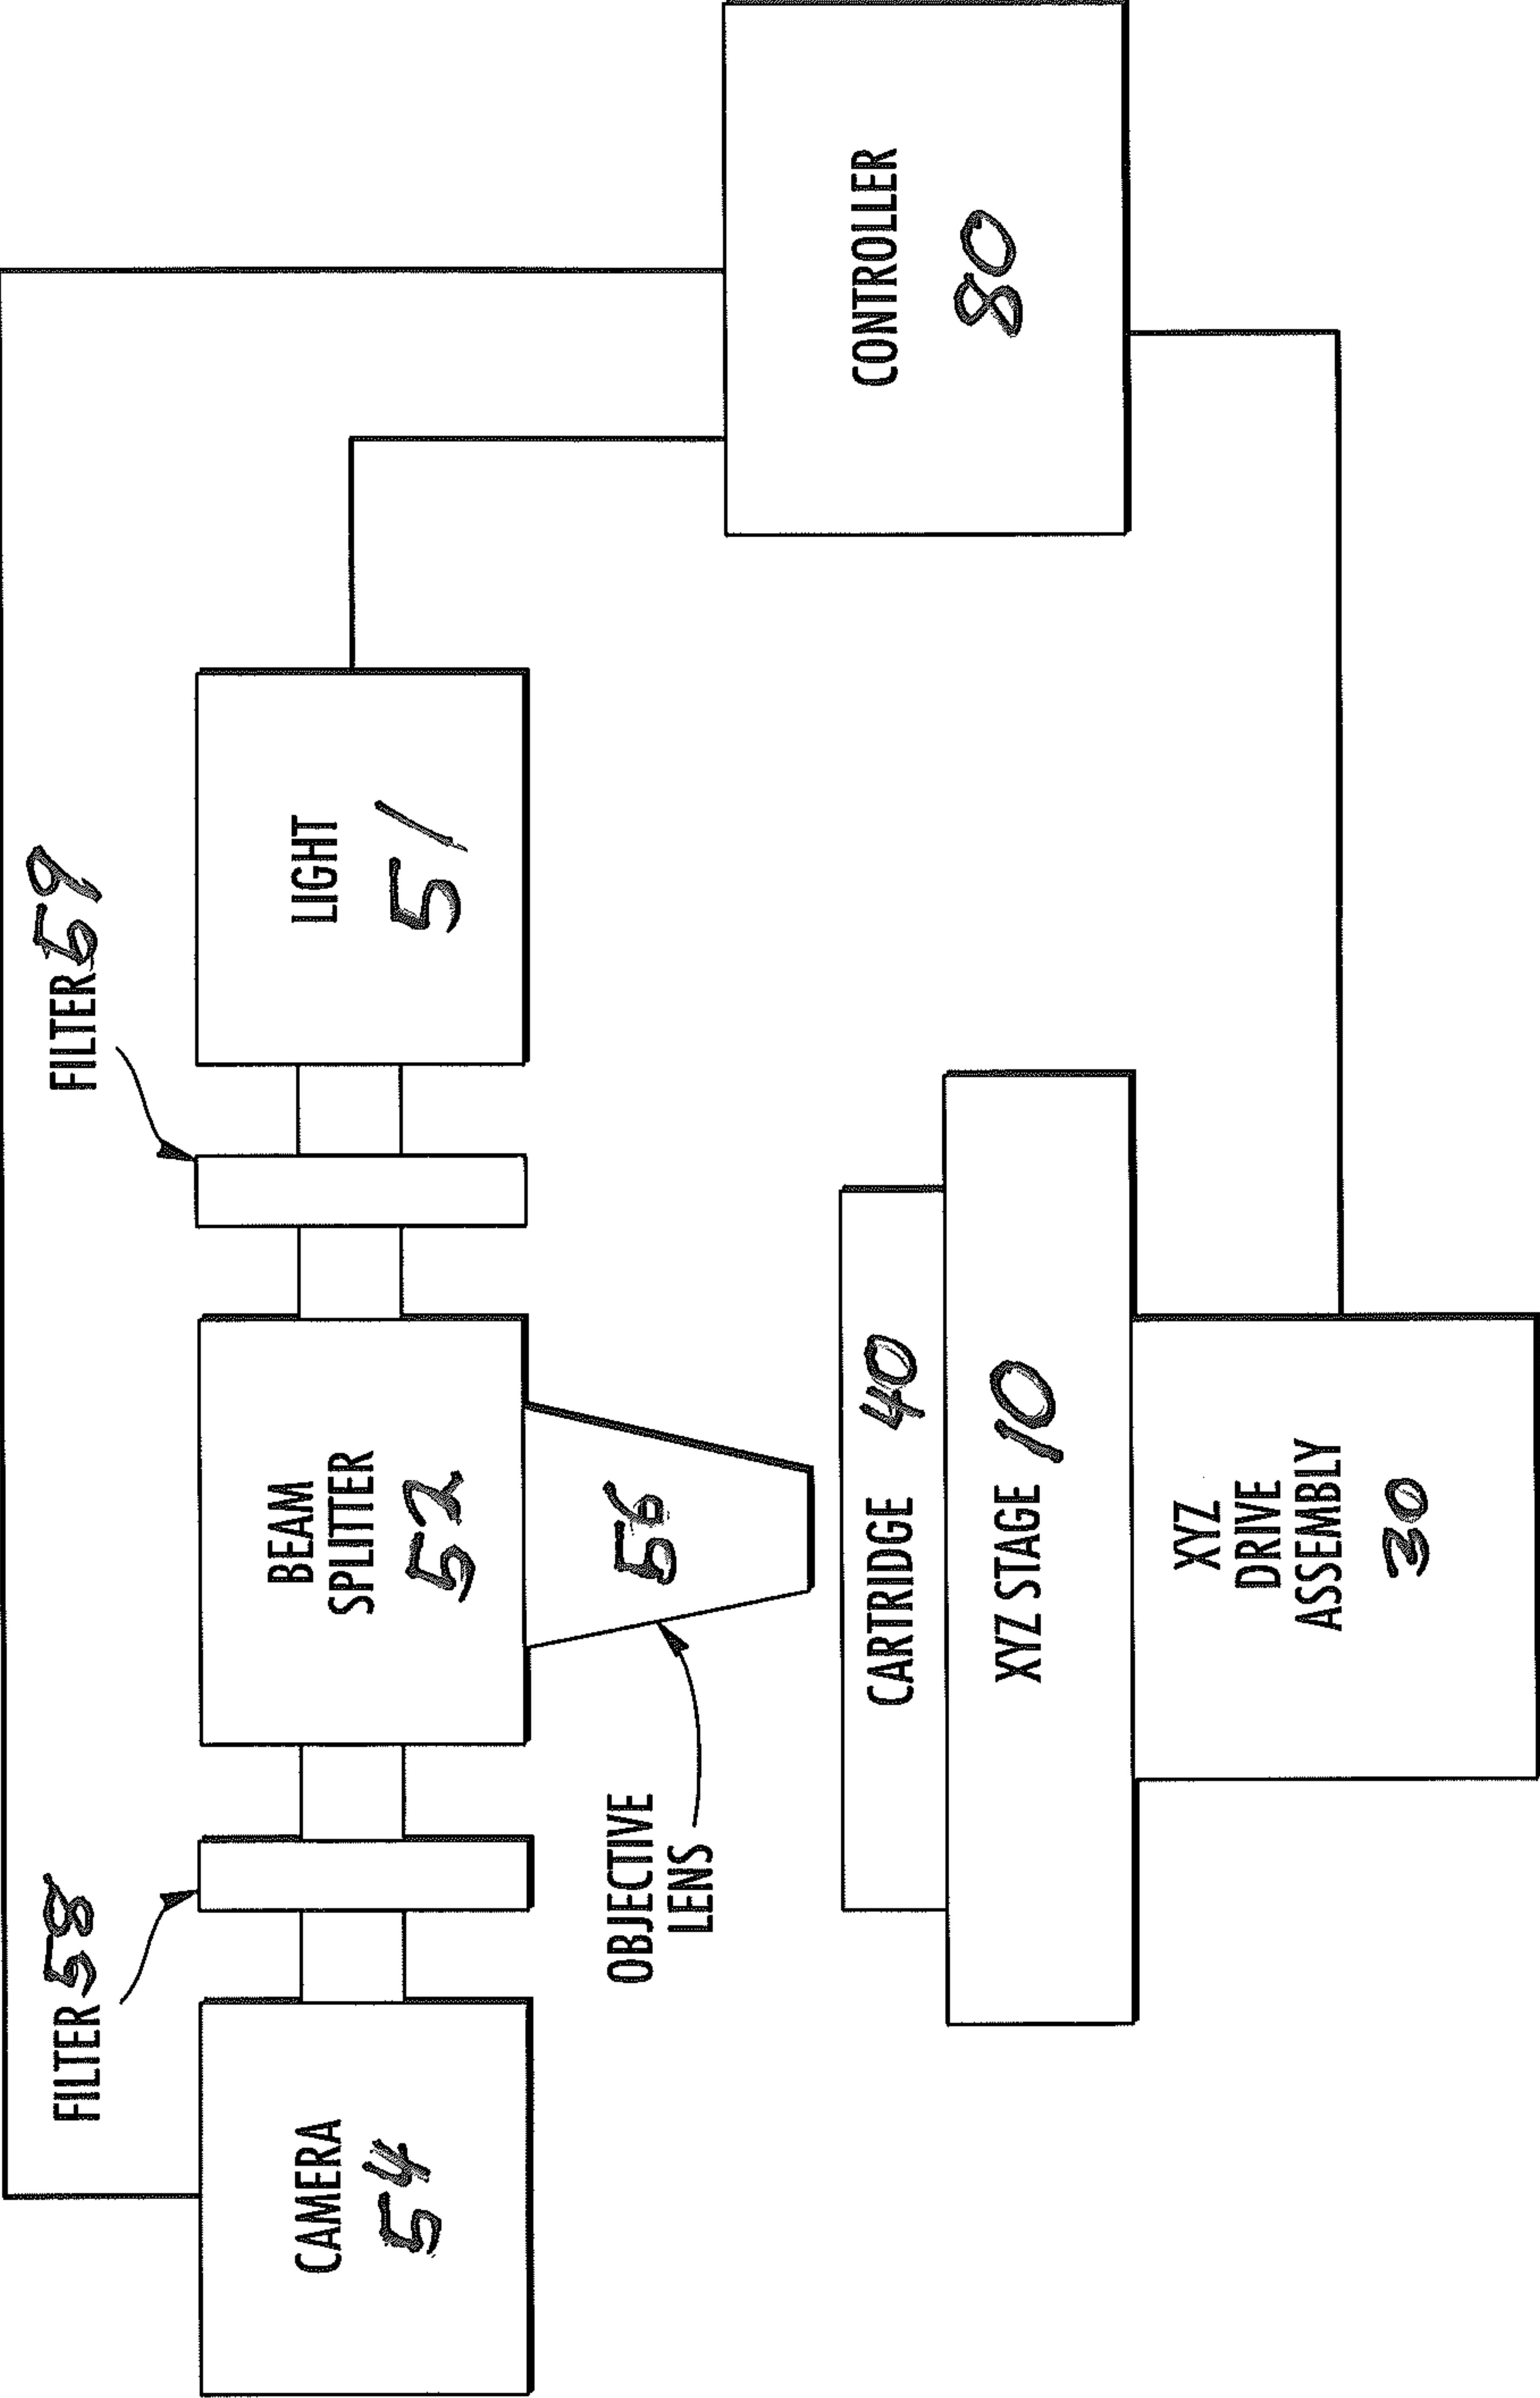 FILTER 58
FILTER 59
CAMERA
54
BEAM
SPLITTER
52
LIGHT
51
OBJECTIVE
LENS
56
CARTRIDGE 40
XYZ STAGE 10
XYZ
DRIVE
ASSEMBLY
30
CONTROLLER
80